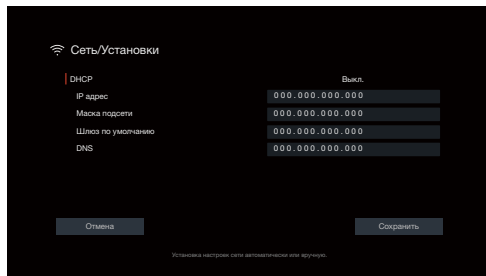 Сеть/Установки
DHCP Выкл.
IP адрес 000.000.000.000
Маска подсети 000.000.000.000
Шлюз по умолчанию 000.000.000.000
DNS 000.000.000.000
Отмена Сохранить
Установка настроек сети автоматически или вручную.